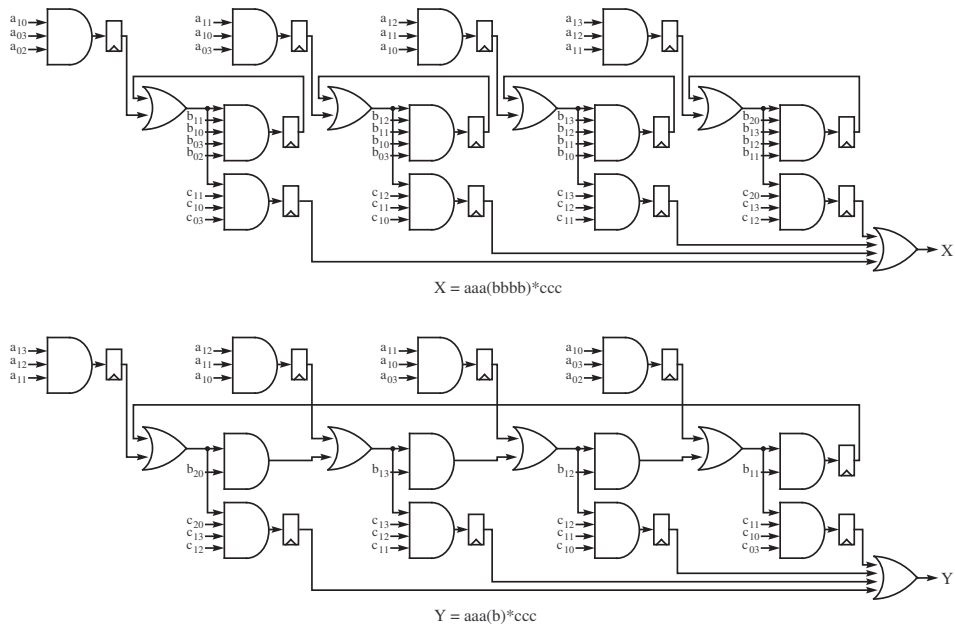 a10 a11 a12 a13
a03 a10 a11 a12
a02 a03 a10 a11
b11 b12 b13 b20
b10 b11 b12 b13
b03 b10 b11 b12
b02 b03 b10 b11
c11 c12 c13 c20
c10 c11 c12 c13
c03 c10 c11 c12
X
X = aaa(bbbb)*ccc
a13 a12 a11 a10
a12 a11 a10 a03
a11 a10 a03 a02
b20 b13 b12 b11
c20 c13 c12 c11
c13 c12 c11 c10
c12 c11 c10 c03
Y
Y = aaa(b)*ccc